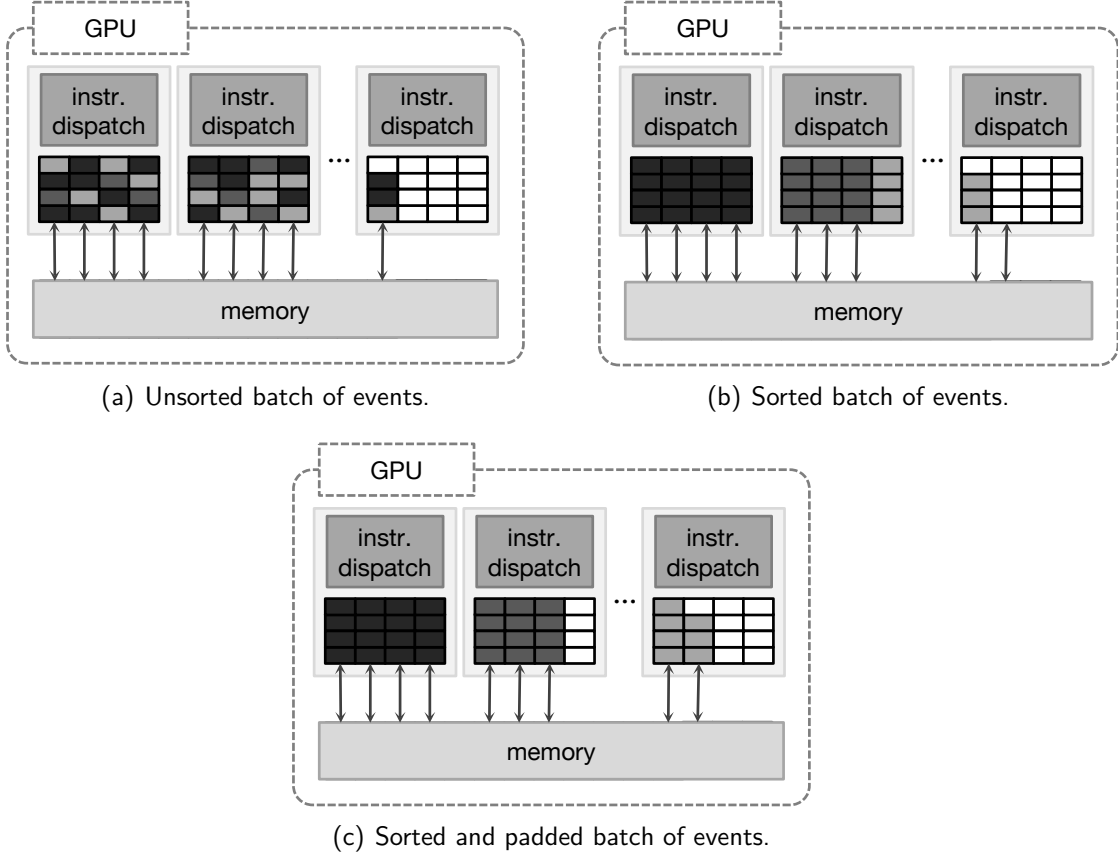 GPU
instr.
dispatch
instr.
dispatch
...
instr.
dispatch
memory
(a) Unsorted batch of events.
GPU
instr.
dispatch
instr.
dispatch
...
instr.
dispatch
memory
(b) Sorted batch of events.
GPU
instr.
dispatch
instr.
dispatch
...
instr.
dispatch
memory
(c) Sorted and padded batch of events.